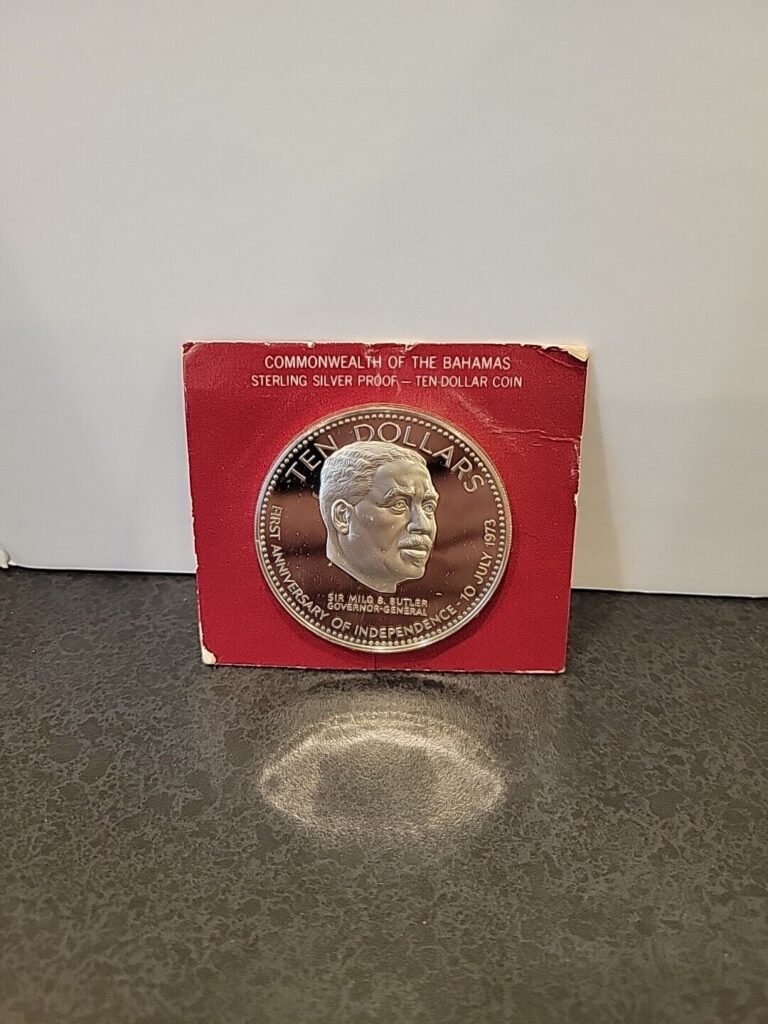 COMMONWEALTH OF THE BAHAMAS
STERLING SILVER PROOF — TEN-DOLLAR COIN
TEN DOLLARS
SIR MILO B. BUTLER
GOVERNOR-GENERAL
FIRST ANNIVERSARY OF INDEPENDENCE · 10 JULY 1973